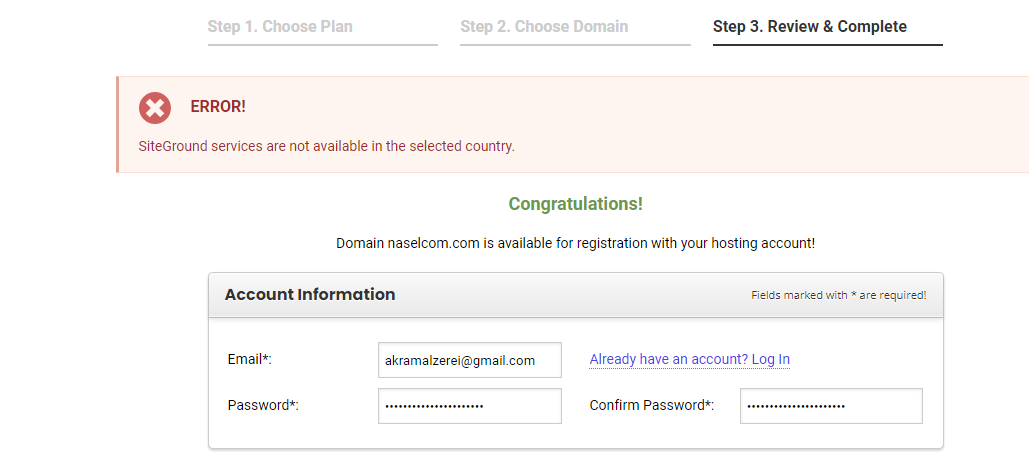 Step 1. Choose Plan
Step 2. Choose Domain
Step 3. Review & Complete
ERROR!
SiteGround services are not available in the selected country.
Congratulations!
Domain naselcom.com is available for registration with your hosting account!
Account Information
Fields marked with * are required!
Email*:
akramalzerei@gmail.com
Already have an account? Log In
Password*:
•••••••••••••••••••••
Confirm Password*:
•••••••••••••••••••••